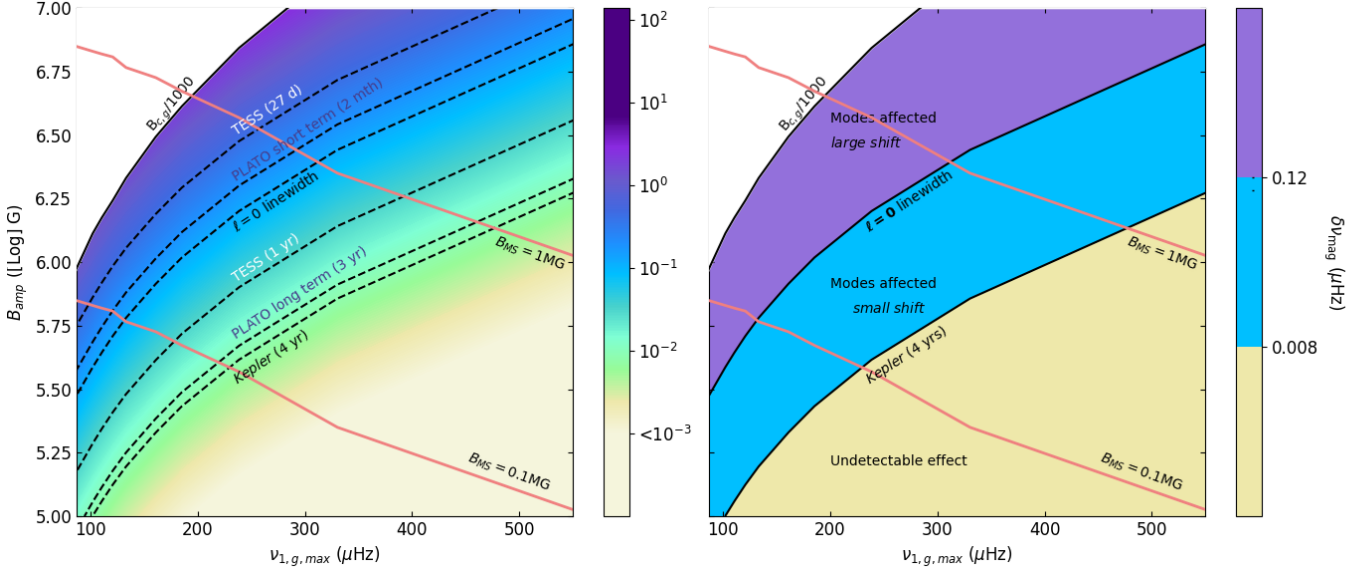 7.00
6.75
6.50
6.25
6.00
5.75
5.50
5.25
5.00
B_amp ([Log] G)
100
200
300
400
500
ν_1,g,max (μHz)
B_c,g/1000
TESS (27 d)
PLATO short term (2 mth)
ℓ = 0 linewidth
TESS (1 yr)
PLATO long term (3 yr)
Kepler (4 yr)
B_MS = 1MG
B_MS = 0.1MG
10^2
10^1
10^0
10^−1
10^−2
<10^−3
B_c,g/1000
Modes affected
large shift
ℓ = 0 linewidth
Modes affected
small shift
Kepler (4 yrs)
Undetectable effect
B_MS = 1MG
B_MS = 0.1MG
100
200
300
400
500
ν_1,g,max (μHz)
0.12
0.008
δν_mag (μHz)